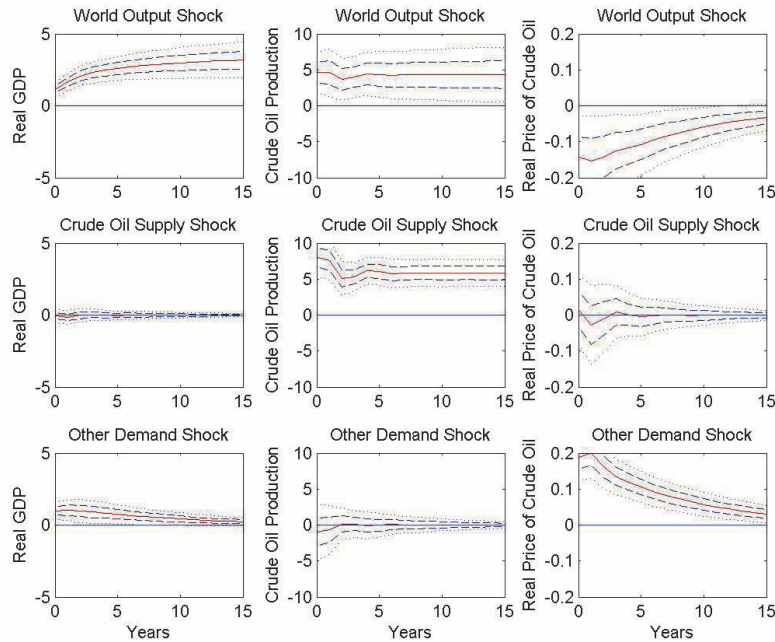 World Output Shock
Real GDP
5
0
-5
0 5 10 15
World Output Shock
Crude Oil Production
10
5
0
-5
-10
0 5 10 15
World Output Shock
Real Price of Crude Oil
0.2
0.1
0
-0.1
-0.2
0 5 10 15
Crude Oil Supply Shock
Real GDP
5
0
-5
0 5 10 15
Crude Oil Supply Shock
Crude Oil Production
10
5
0
-5
-10
0 5 10 15
Crude Oil Supply Shock
Real Price of Crude Oil
0.2
0.1
0
-0.1
-0.2
0 5 10 15
Other Demand Shock
Real GDP
5
0
-5
0 5 10 15
Years
Other Demand Shock
Crude Oil Production
10
5
0
-5
-10
0 5 10 15
Years
Other Demand Shock
Real Price of Crude Oil
0.2
0.1
0
-0.1
-0.2
0 5 10 15
Years